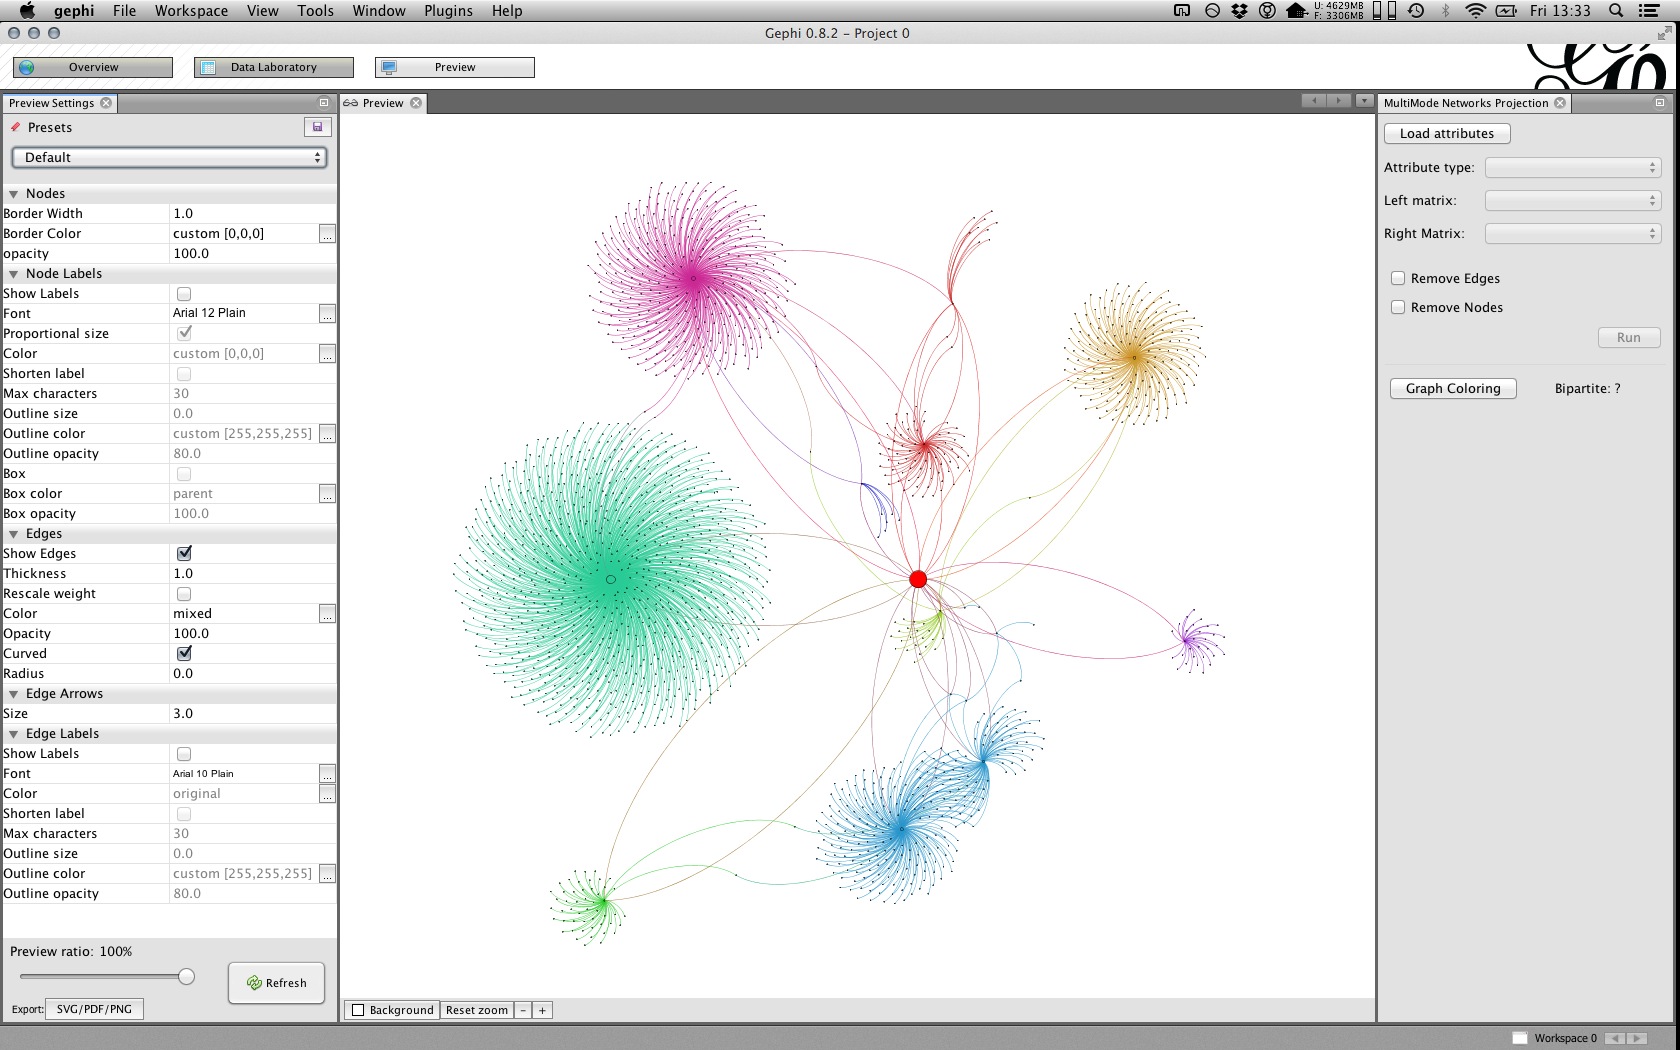 gephi File Workspace View Tools Window Plugins Help
U: 4629MB
F: 3306MB
Fri 13:33
Gephi 0.8.2 - Project 0
Overview Data Laboratory Preview
Preview Settings
Presets
Default
Nodes
Border Width 1.0
Border Color custom [0,0,0] ...
opacity 100.0
Node Labels
Show Labels
Font Arial 12 Plain ...
Proportional size
Color custom [0,0,0] ...
Shorten label
Max characters 30
Outline size 0.0
Outline color custom [255,255,255] ...
Outline opacity 80.0
Box
Box color parent ...
Box opacity 100.0
Edges
Show Edges
Thickness 1.0
Rescale weight
Color mixed ...
Opacity 100.0
Curved
Radius 0.0
Edge Arrows
Size 3.0
Edge Labels
Show Labels
Font Arial 10 Plain ...
Color original ...
Shorten label
Max characters 30
Outline size 0.0
Outline color custom [255,255,255] ...
Outline opacity 80.0
Preview ratio: 100%
Refresh
Export: SVG/PDF/PNG
Preview
Background Reset zoom - +
MultiMode Networks Projection
Load attributes
Attribute type:
Left matrix:
Right Matrix:
Remove Edges
Remove Nodes
Run
Graph Coloring Bipartite: ?
Workspace 0